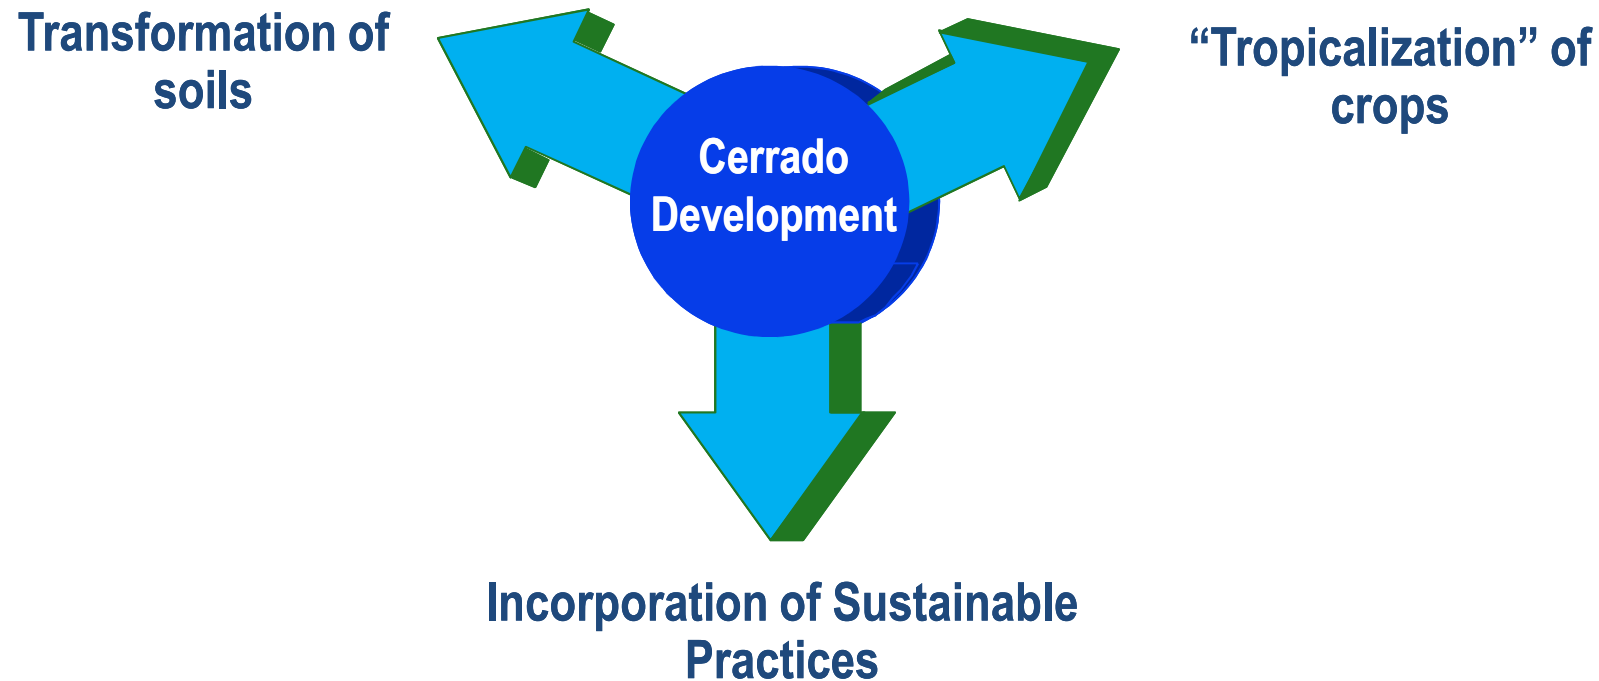 Transformation of
soils
“Tropicalization” of
crops
Cerrado
Development
Incorporation of Sustainable
Practices